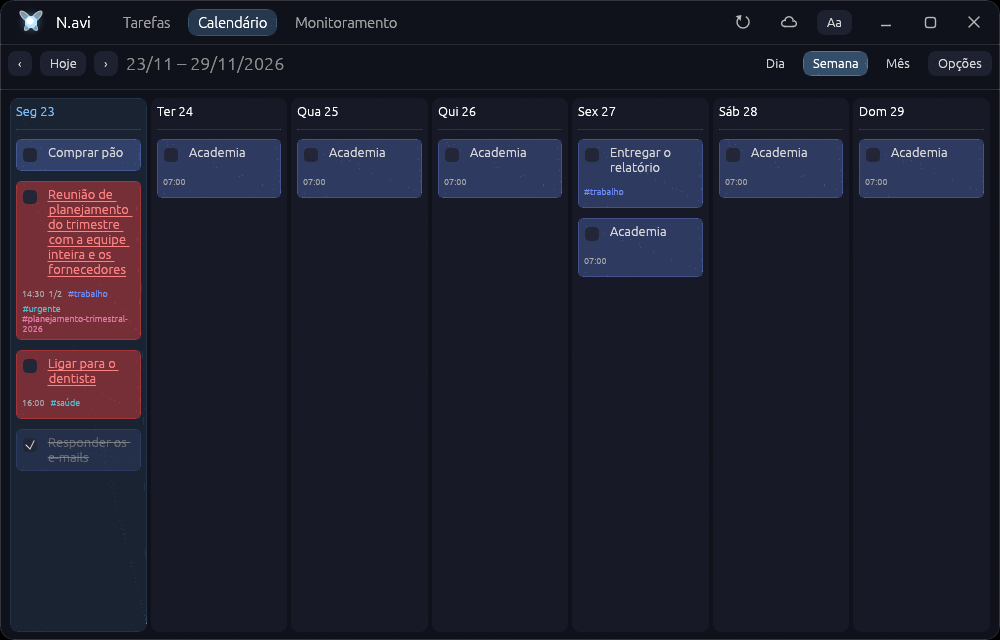 N.avi
Tarefas
Calendário
Monitoramento
Aa
‹
Hoje
›
23/11 – 29/11/2026
Dia
Semana
Mês
Opções
Seg 23
Comprar pão
Reunião de
planejamento
do trimestre
com a equipe
inteira e os
fornecedores
14:30 1/2 #trabalho
#urgente
#planejamento-trimestral-
2026
Ligar para o
dentista
16:00 #saúde
Responder os
e-mails
Ter 24
Academia
07:00
Qua 25
Academia
07:00
Qui 26
Academia
07:00
Sex 27
Entregar o
relatório
#trabalho
Academia
07:00
Sáb 28
Academia
07:00
Dom 29
Academia
07:00